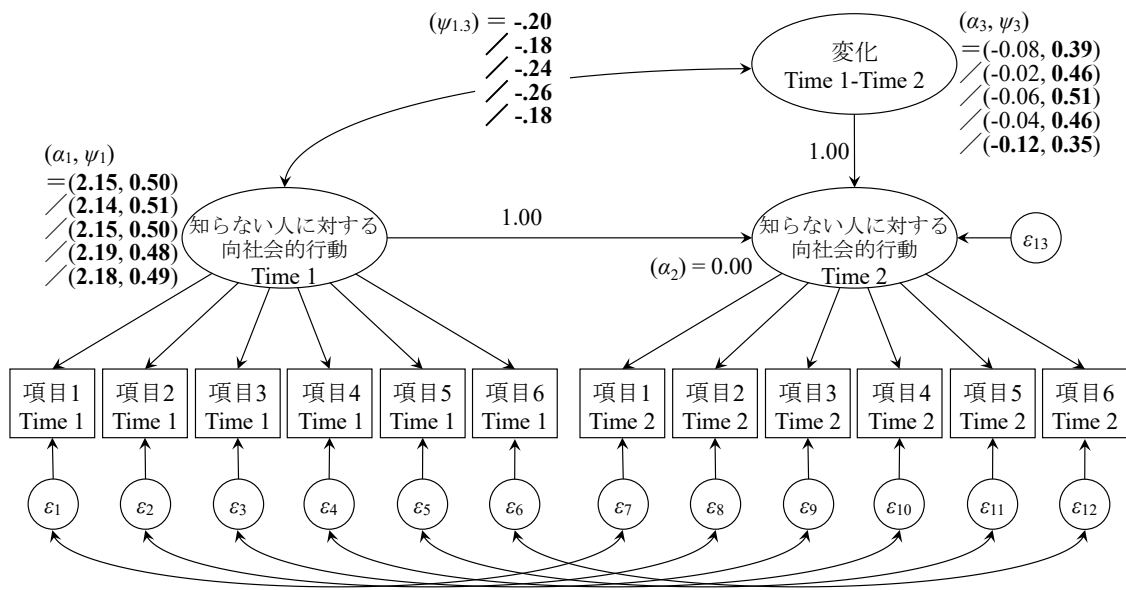 (ψ1.3) = -.20
／ -.18
／ -.24
／ -.26
／ -.18
変化
Time 1-Time 2
(α3, ψ3)
=(-0.08, 0.39)
／(-0.02, 0.46)
／(-0.06, 0.51)
／(-0.04, 0.46)
／(-0.12, 0.35)
1.00
(α1, ψ1)
=(2.15, 0.50)
／(2.14, 0.51)
／(2.15, 0.50)
／(2.19, 0.48)
／(2.18, 0.49)
知らない人に対する
向社会的行動
Time 1
1.00
知らない人に対する
向社会的行動
Time 2
(α2) = 0.00
ε13
項目1
Time 1
項目2
Time 1
項目3
Time 1
項目4
Time 1
項目5
Time 1
項目6
Time 1
項目1
Time 2
項目2
Time 2
項目3
Time 2
項目4
Time 2
項目5
Time 2
項目6
Time 2
ε1
ε2
ε3
ε4
ε5
ε6
ε7
ε8
ε9
ε10
ε11
ε12